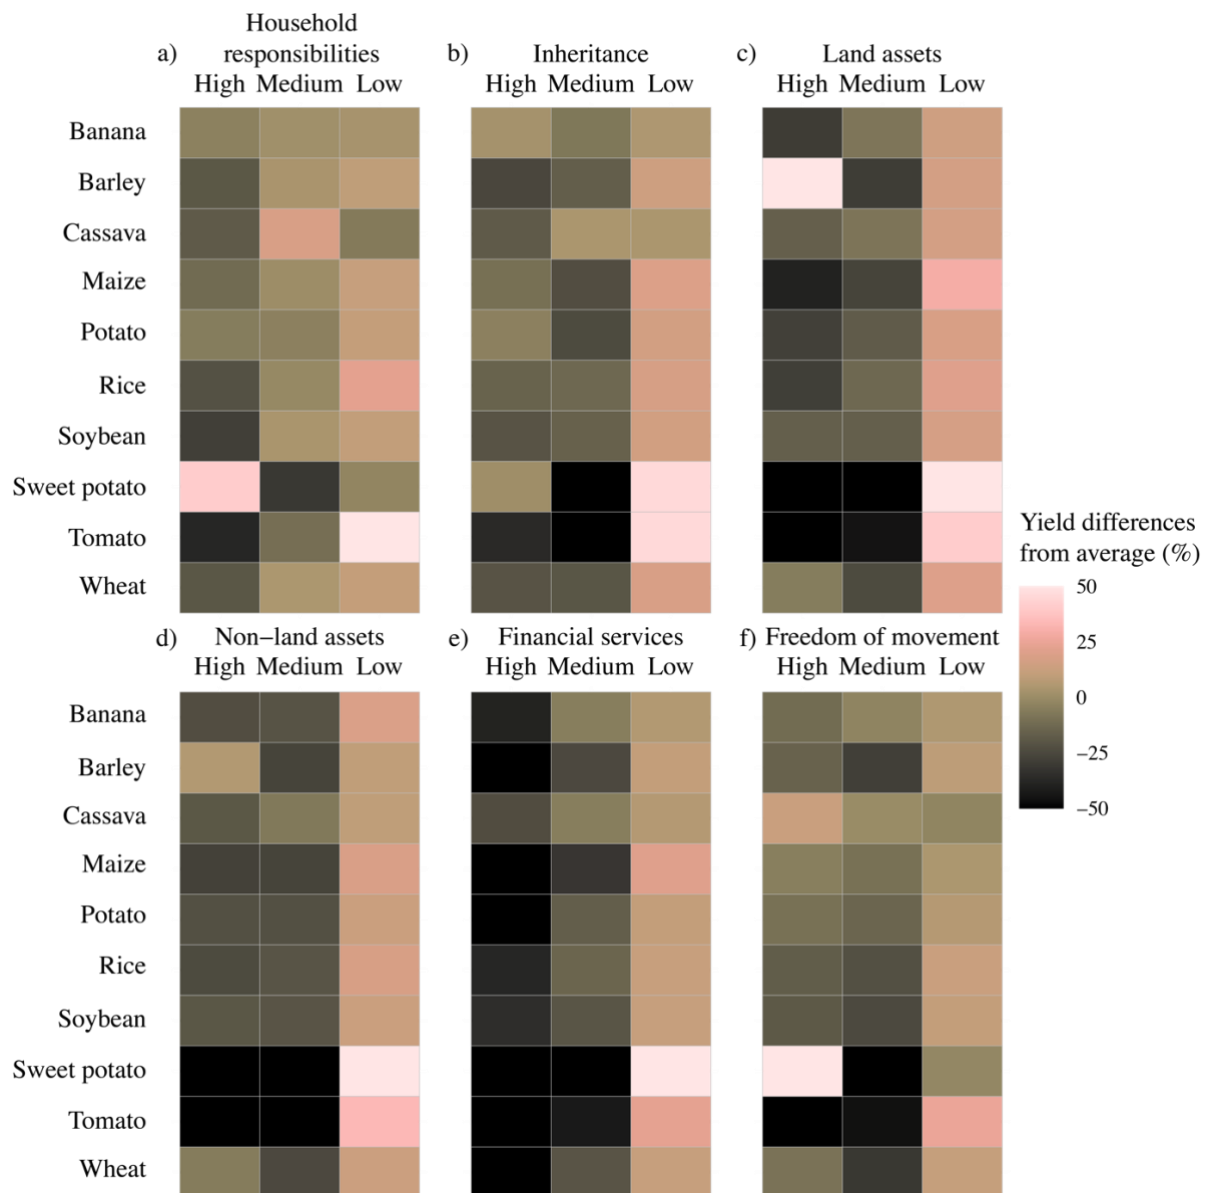 Household
a) responsibilities b) Inheritance c) Land assets
High Medium Low High Medium Low High Medium Low
Banana
Barley
Cassava
Maize
Potato
Rice
Soybean
Sweet potato
Tomato
Wheat
Yield differences
from average (%)
50
25
0
−25
−50
d) Non−land assets e) Financial services f) Freedom of movement
High Medium Low High Medium Low High Medium Low
Banana
Barley
Cassava
Maize
Potato
Rice
Soybean
Sweet potato
Tomato
Wheat